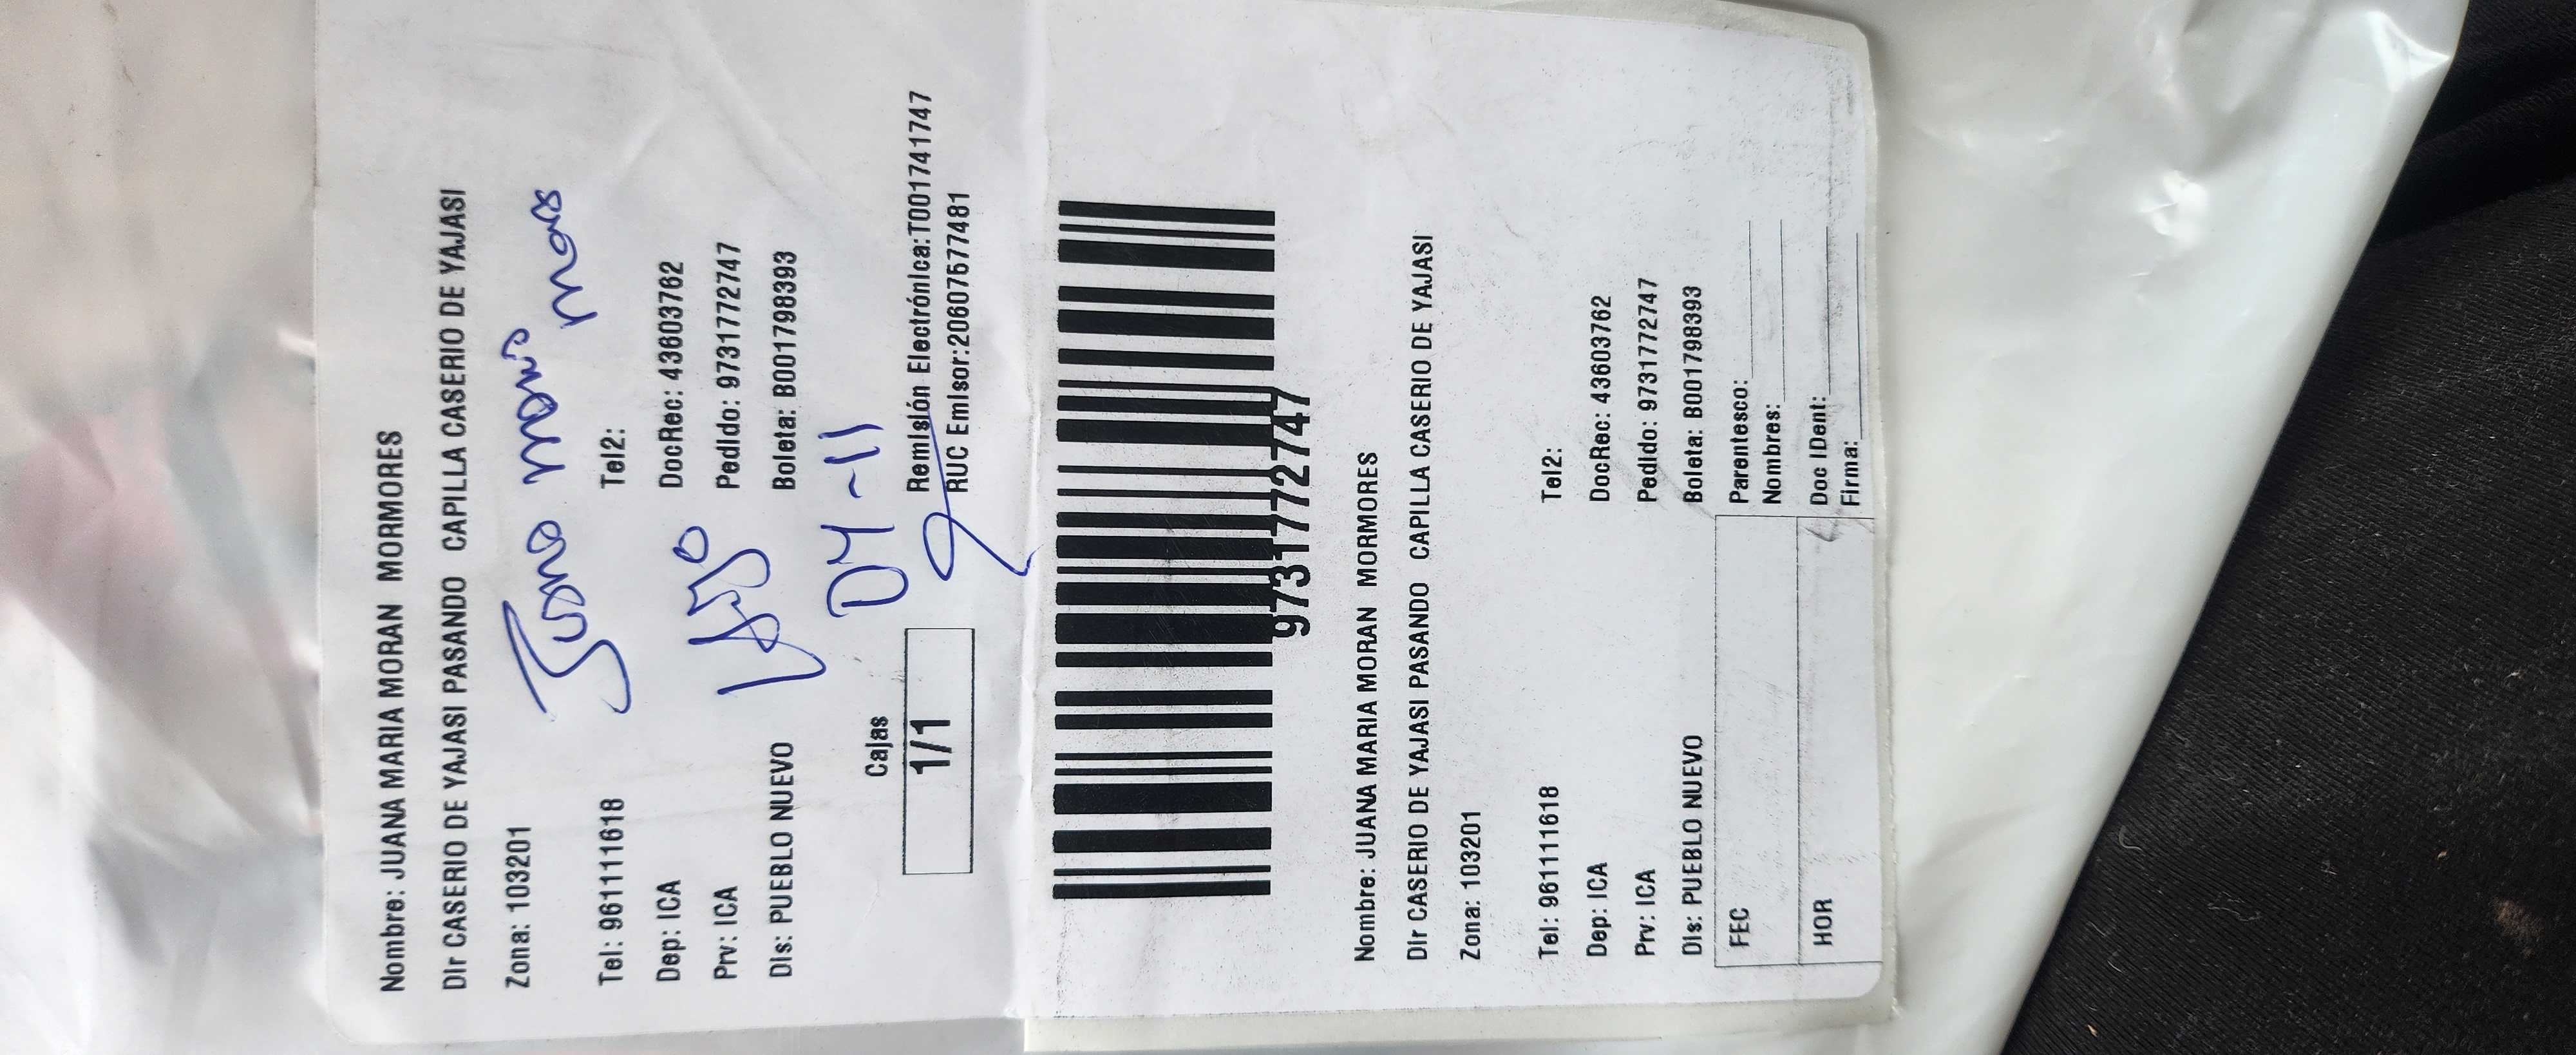 Nombre: JUANA MARIA MORAN MORMORES
Dir CASERIO DE YAJASI PASANDO CAPILLA CASERIO DE YAJASI
Zona: 103201
Juana maria
Tel: 961111618 Tel2:
Dep: ICA DocRec: 43603762
Prv: ICA Pedido: 9731772747
Dis: PUEBLO NUEVO Boleta: B001798393
04-11
Cajas
1/1
Remisión Electrónica:T001741747
RUC Emisor:20607677481
9731772747
Nombre: JUANA MARIA MORAN MORMORES
Dir CASERIO DE YAJASI PASANDO CAPILLA CASERIO DE YAJASI
Zona: 103201
Tel: 961111618 Tel2:
Dep: ICA DocRec: 43603762
Prv: ICA Pedido: 9731772747
Dis: PUEBLO NUEVO Boleta: B001798393
FEC
Parentesco:
Nombres:
HOR
Doc IDent:
Firma: